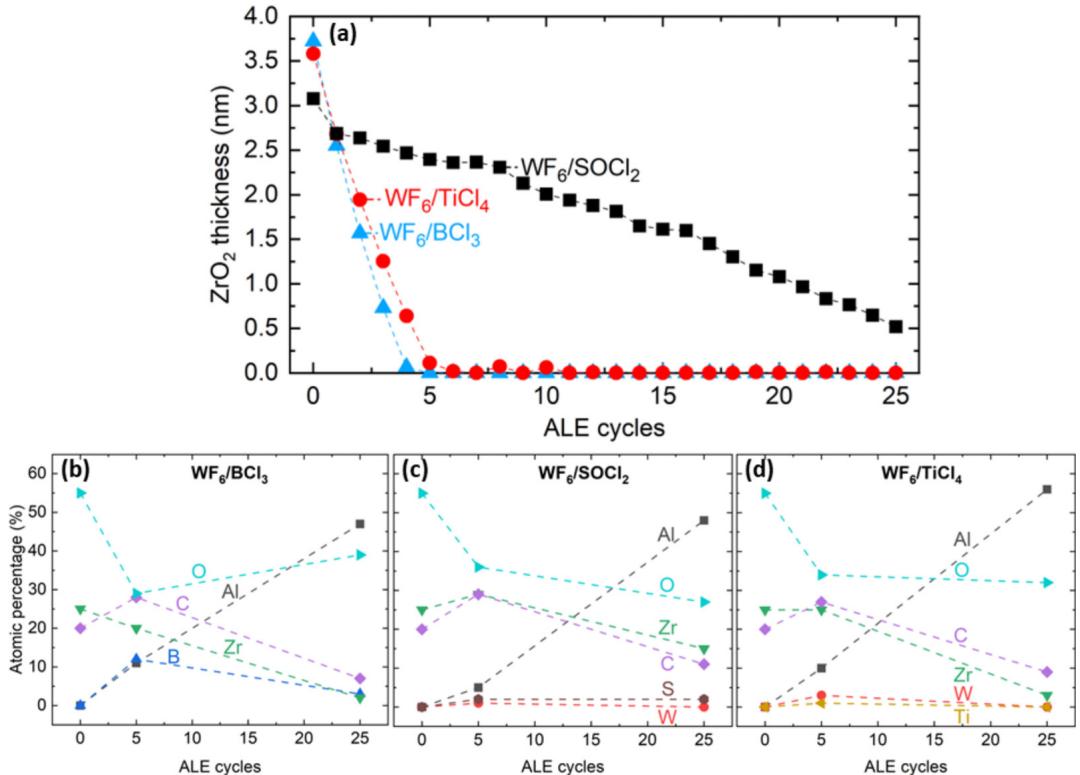 (a)
ZrO₂ thickness (nm)
4.0
3.5
3.0
2.5
2.0
1.5
1.0
0.5
0.0
WF₆/SOCl₂
WF₆/TiCl₄
WF₆/BCl₃
0 5 10 15 20 25
ALE cycles
(b) WF₆/BCl₃
Atomic percentage (%)
60
50
40
30
20
10
0
O
Al
C
Zr
B
0 5 10 15 20 25
ALE cycles
(c) WF₆/SOCl₂
Al
O
Zr
C
S
W
0 5 10 15 20 25
ALE cycles
(d) WF₆/TiCl₄
Al
O
C
Zr
W
Ti
0 5 10 15 20 25
ALE cycles